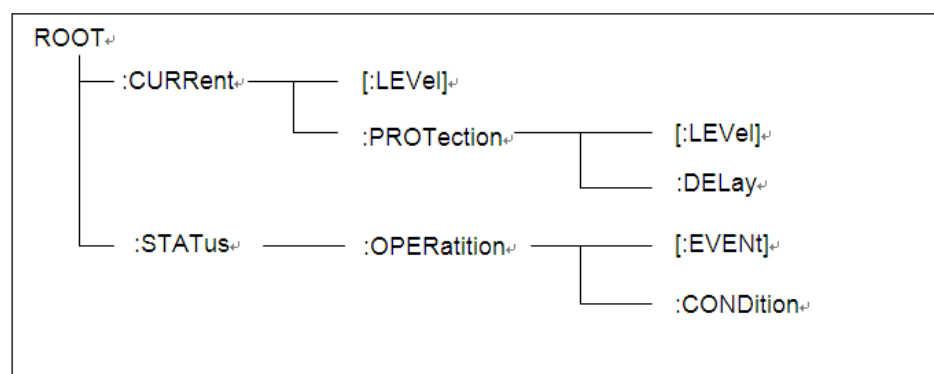 ROOT
:CURRent [:LEVel]
:PROTection [:LEVel]
:DELay
:STATus :OPERatition [:EVENt]
:CONDition